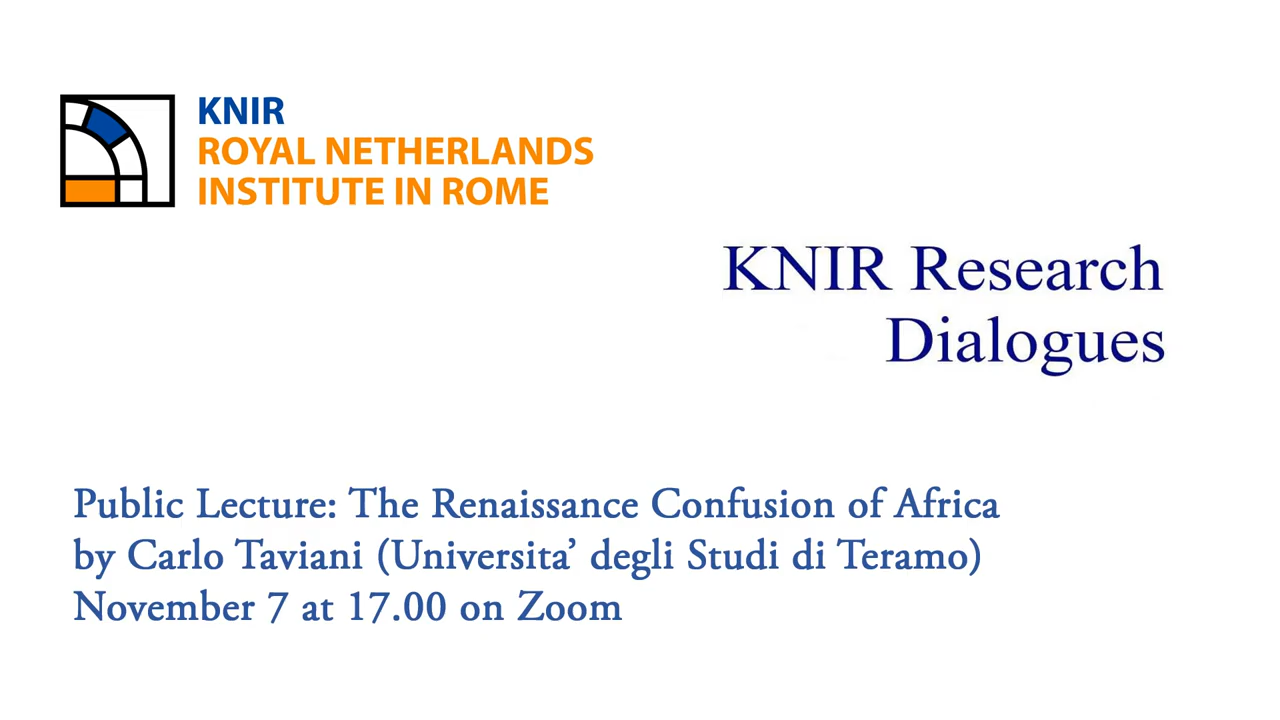 KNIR
ROYAL NETHERLANDS
INSTITUTE IN ROME
KNIR Research
Dialogues
Public Lecture: The Renaissance Confusion of Africa
by Carlo Taviani (Universita’ degli Studi di Teramo)
November 7 at 17.00 on Zoom